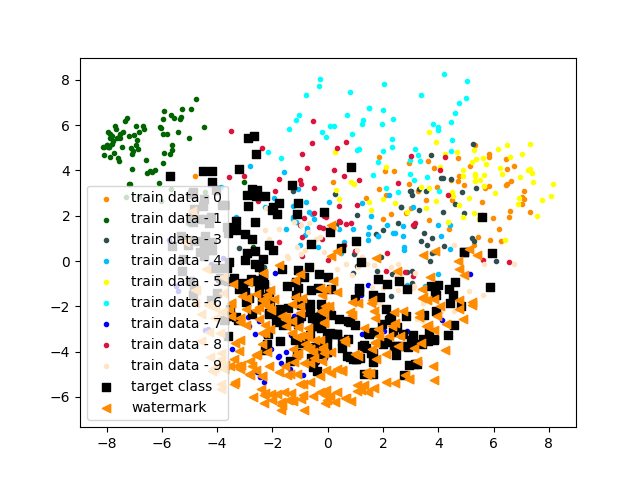 8
6
4
2
0
−2
−4
−6
train data - 0
train data - 1
train data - 3
train data - 4
train data - 5
train data - 6
train data - 7
train data - 8
train data - 9
target class
watermark
−8 −6 −4 −2 0 2 4 6 8